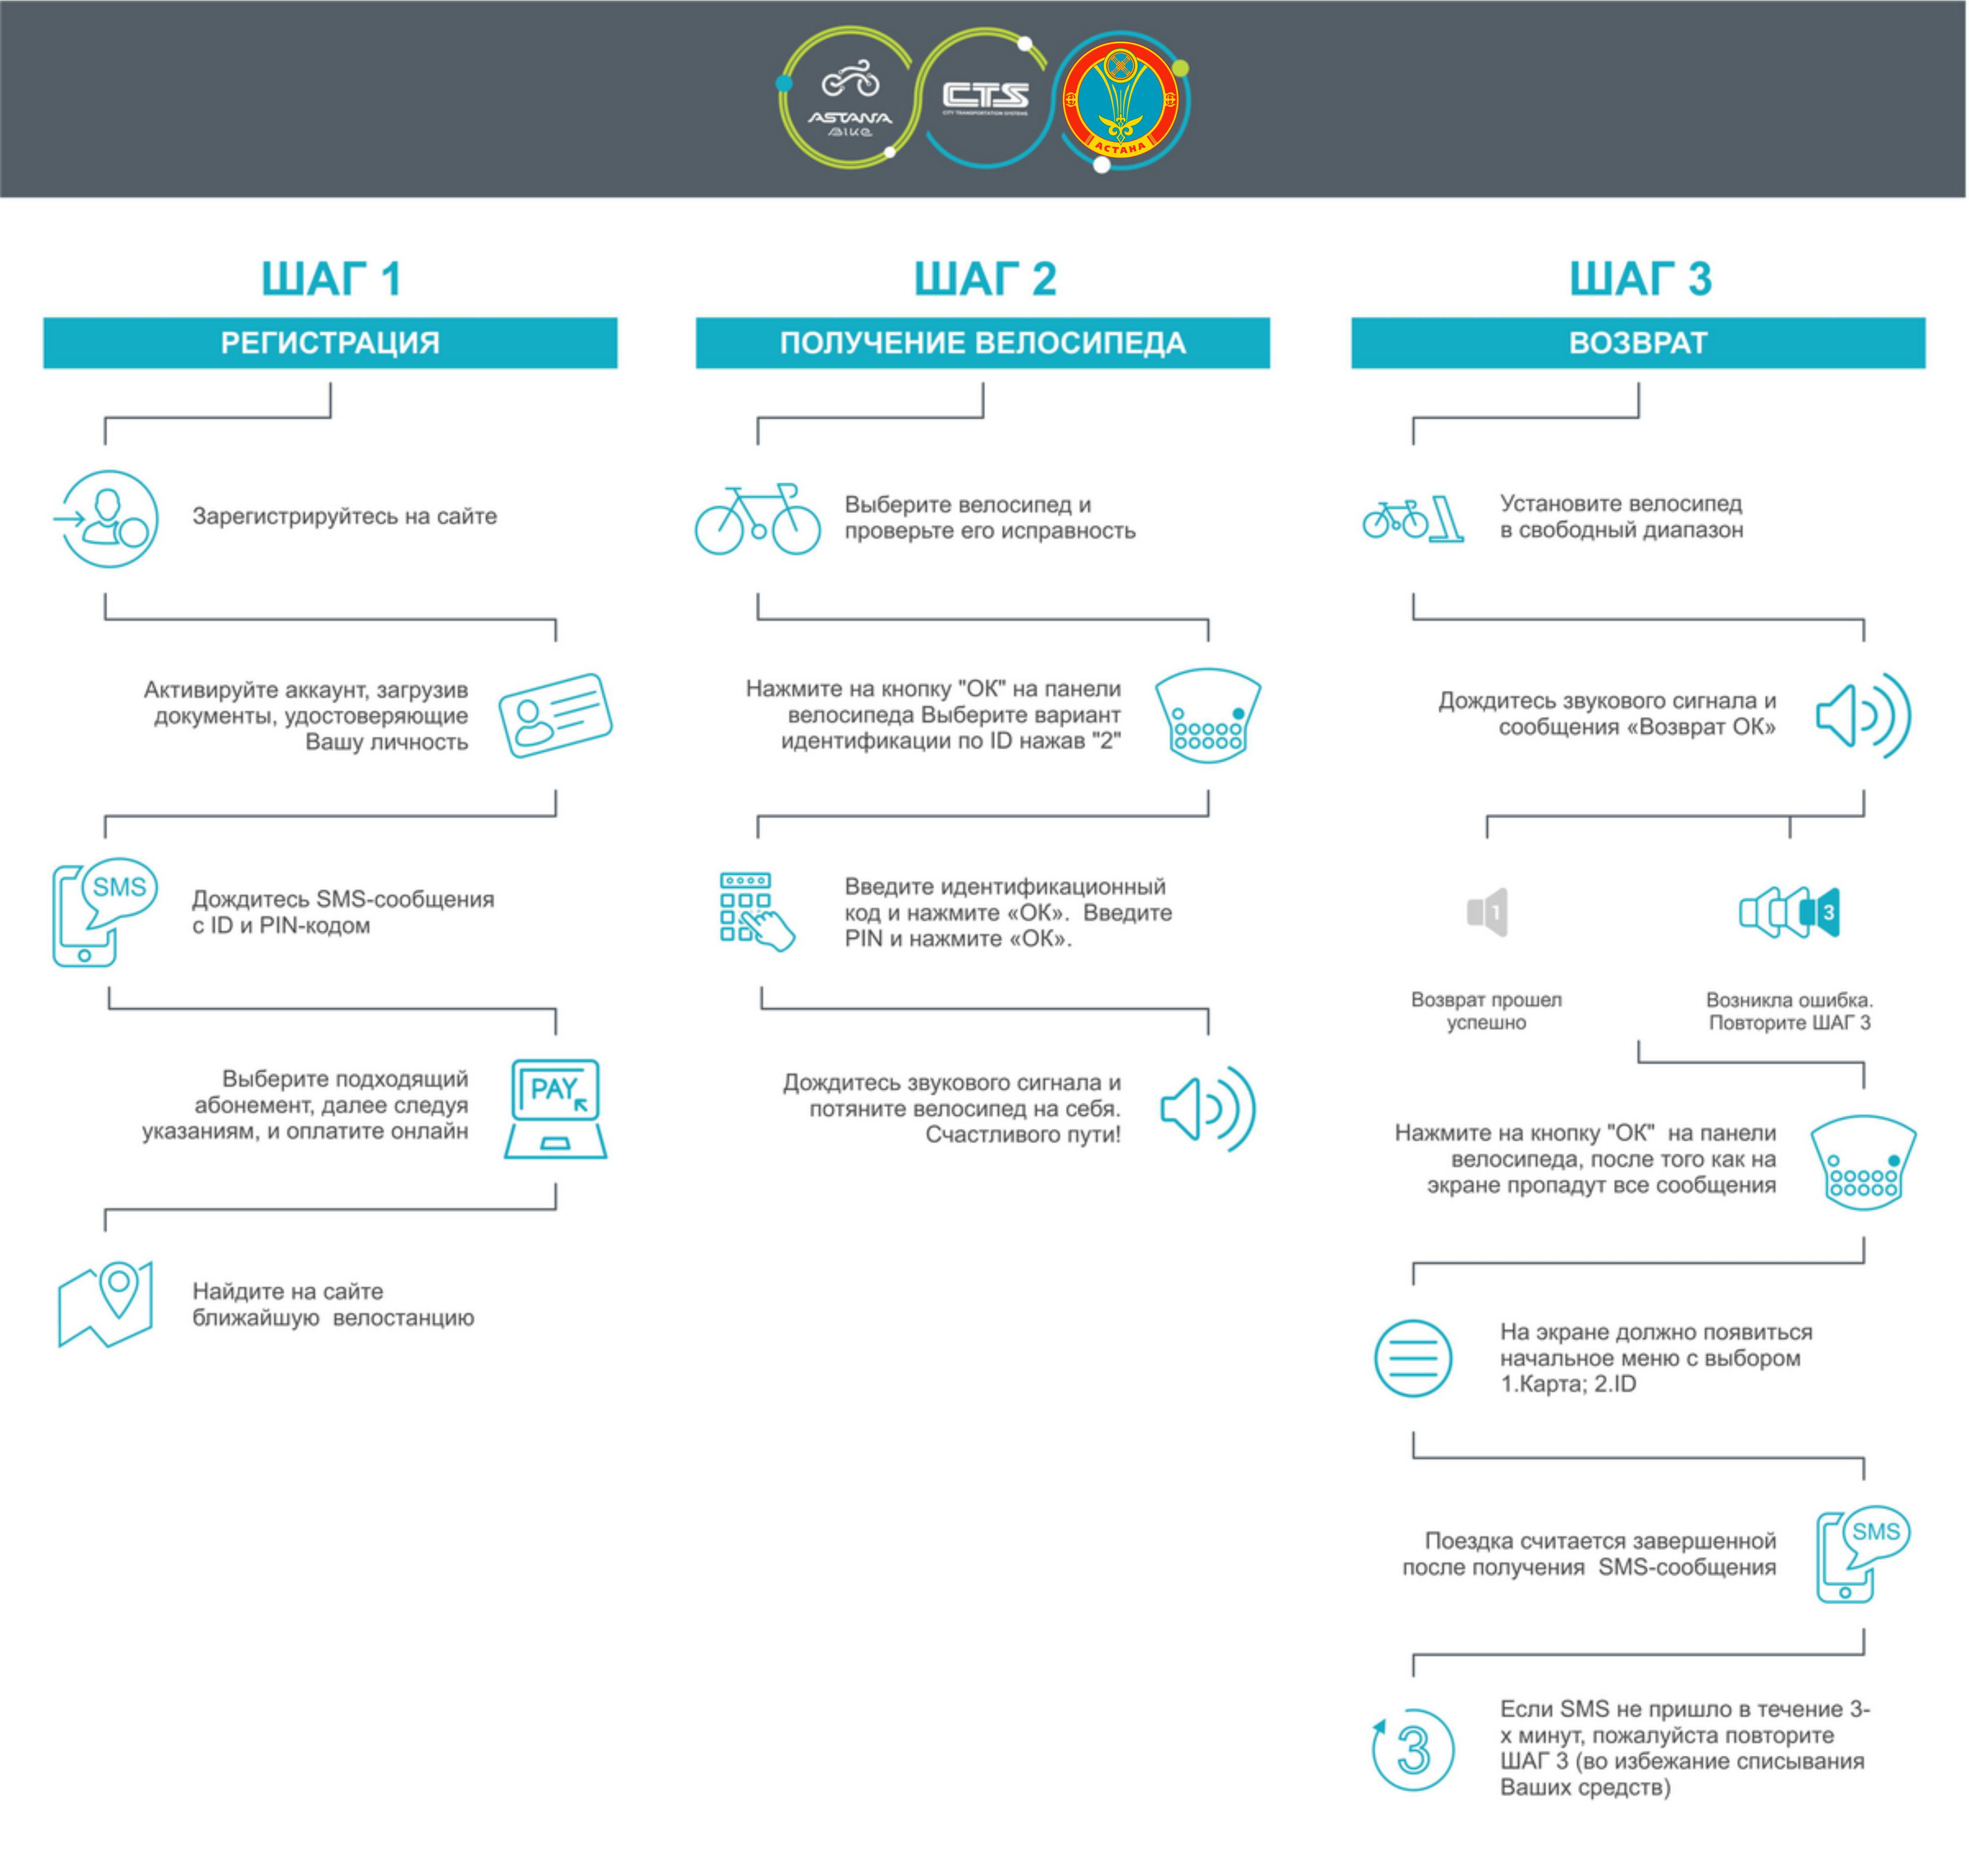 ASTANA
BIKE
CTS
CITY TRANSPORTATION SYSTEMS
АСТАНА
ШАГ 1
РЕГИСТРАЦИЯ
Зарегистрируйтесь на сайте
Активируйте аккаунт, загрузив
документы, удостоверяющие
Вашу личность
SMS
Дождитесь SMS-сообщения
с ID и PIN-кодом
Выберите подходящий
абонемент, далее следуя
указаниям, и оплатите онлайн
PAY
Найдите на сайте
ближайшую велостанцию
ШАГ 2
ПОЛУЧЕНИЕ ВЕЛОСИПЕДА
Выберите велосипед и
проверьте его исправность
Нажмите на кнопку "ОК" на панели
велосипеда Выберите вариант
идентификации по ID нажав "2"
Введите идентификационный
код и нажмите «ОК». Введите
PIN и нажмите «ОК».
Дождитесь звукового сигнала и
потяните велосипед на себя.
Счастливого пути!
ШАГ 3
ВОЗВРАТ
Установите велосипед
в свободный диапазон
Дождитесь звукового сигнала и
сообщения «Возврат ОК»
1
3
Возврат прошел
успешно
Возникла ошибка.
Повторите ШАГ 3
Нажмите на кнопку "ОК" на панели
велосипеда, после того как на
экране пропадут все сообщения
На экране должно появиться
начальное меню с выбором
1.Карта; 2.ID
Поездка считается завершенной
после получения SMS-сообщения
SMS
3
Если SMS не пришло в течение 3-
х минут, пожалуйста повторите
ШАГ 3 (во избежание списывания
Ваших средств)